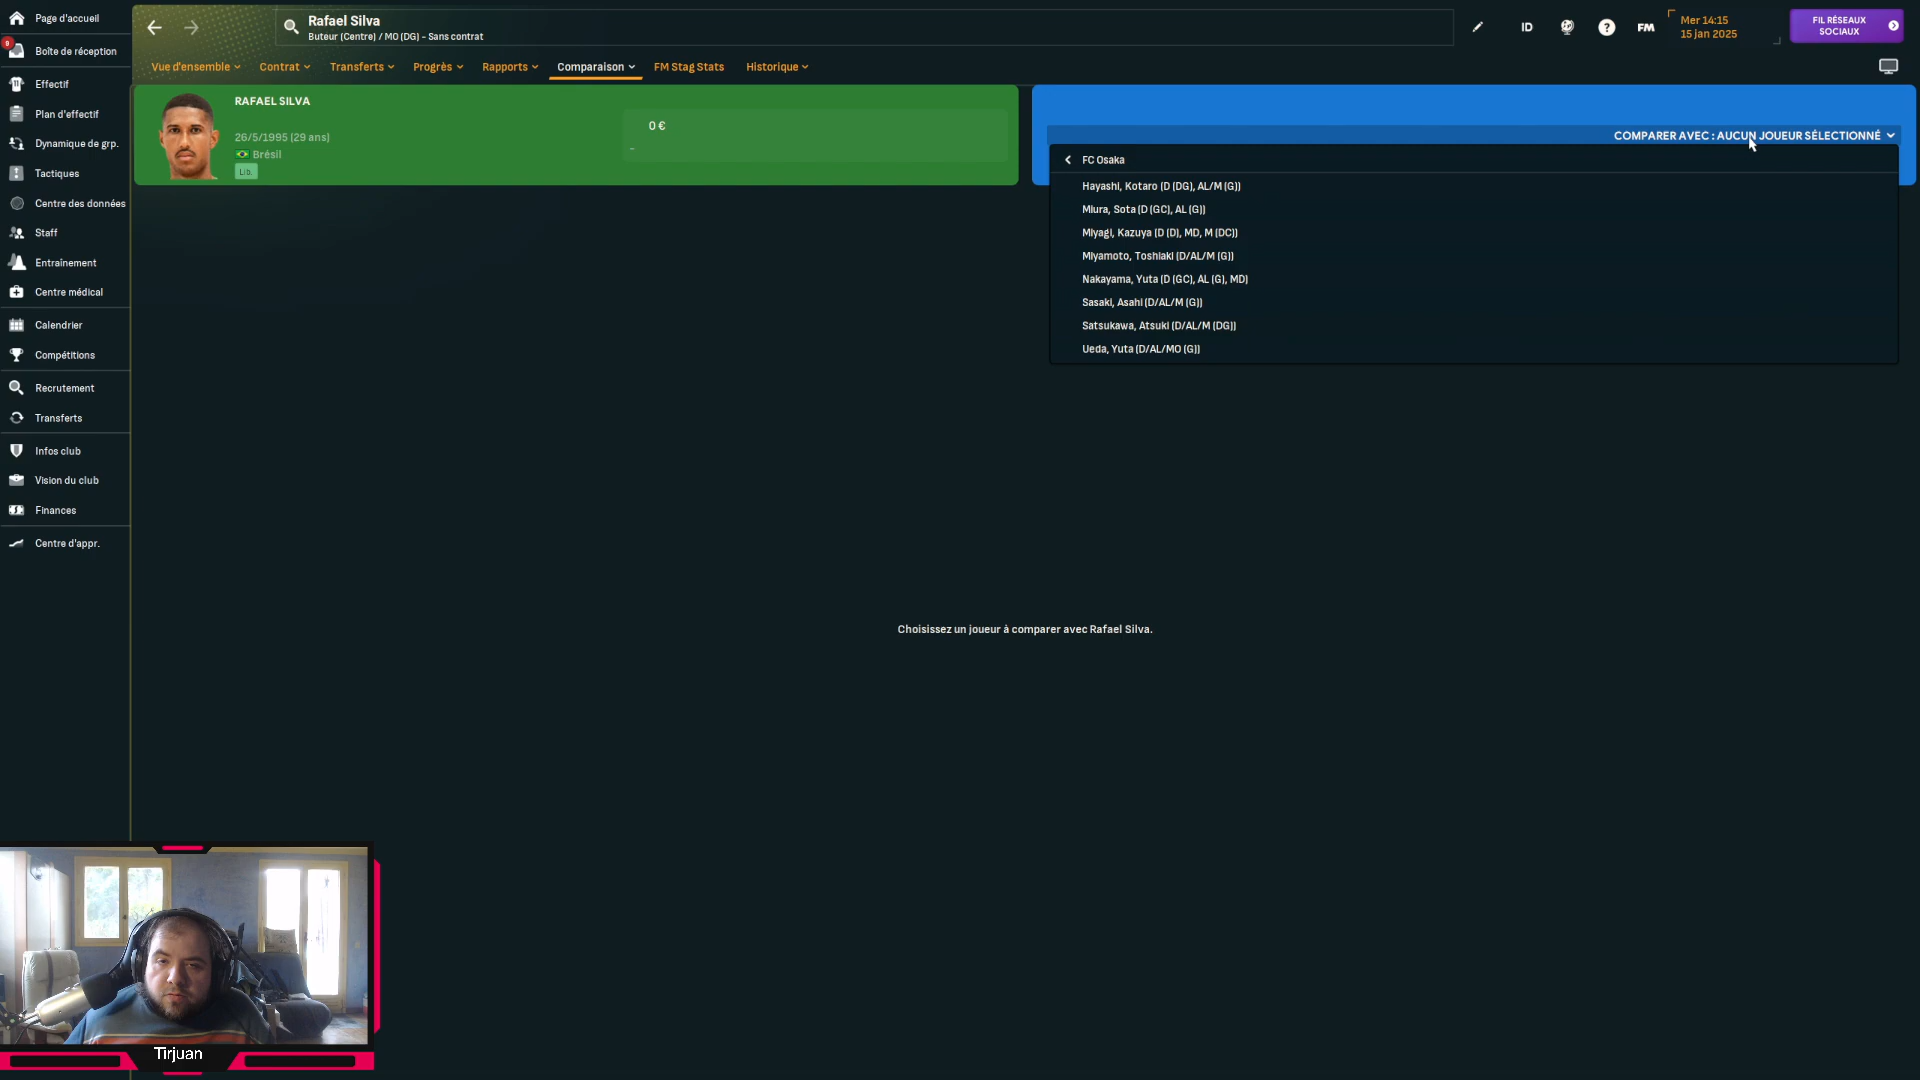 Page d'accueil
9
Boîte de réception
Effectif
Plan d'effectif
Dynamique de grp.
Tactiques
Centre des données
Staff
Entraînement
Centre médical
Calendrier
Compétitions
Recrutement
Transferts
Infos club
Vision du club
Finances
Centre d'appr.
Rafael Silva
Buteur (Centre) / MO (DG) - Sans contrat
ID
?
FM
Mer 14:15
15 jan 2025
FIL RÉSEAUX
SOCIAUX
Vue d'ensemble
Contrat
Transferts
Progrès
Rapports
Comparaison
FM Stag Stats
Historique
RAFAEL SILVA
26/5/1995 (29 ans)
Brésil
Lib.
0 €
-
COMPARER AVEC : AUCUN JOUEUR SÉLECTIONNÉ
FC Osaka
Hayashi, Kotaro (D (DG), AL/M (G))
Miura, Sota (D (GC), AL (G))
Miyagi, Kazuya (D (D), MD, M (DC))
Miyamoto, Toshiaki (D/AL/M (G))
Nakayama, Yuta (D (GC), AL (G), MD)
Sasaki, Asahi (D/AL/M (G))
Satsukawa, Atsuki (D/AL/M (DG))
Ueda, Yuta (D/AL/MO (G))
Choisissez un joueur à comparer avec Rafael Silva.
Tirjuan